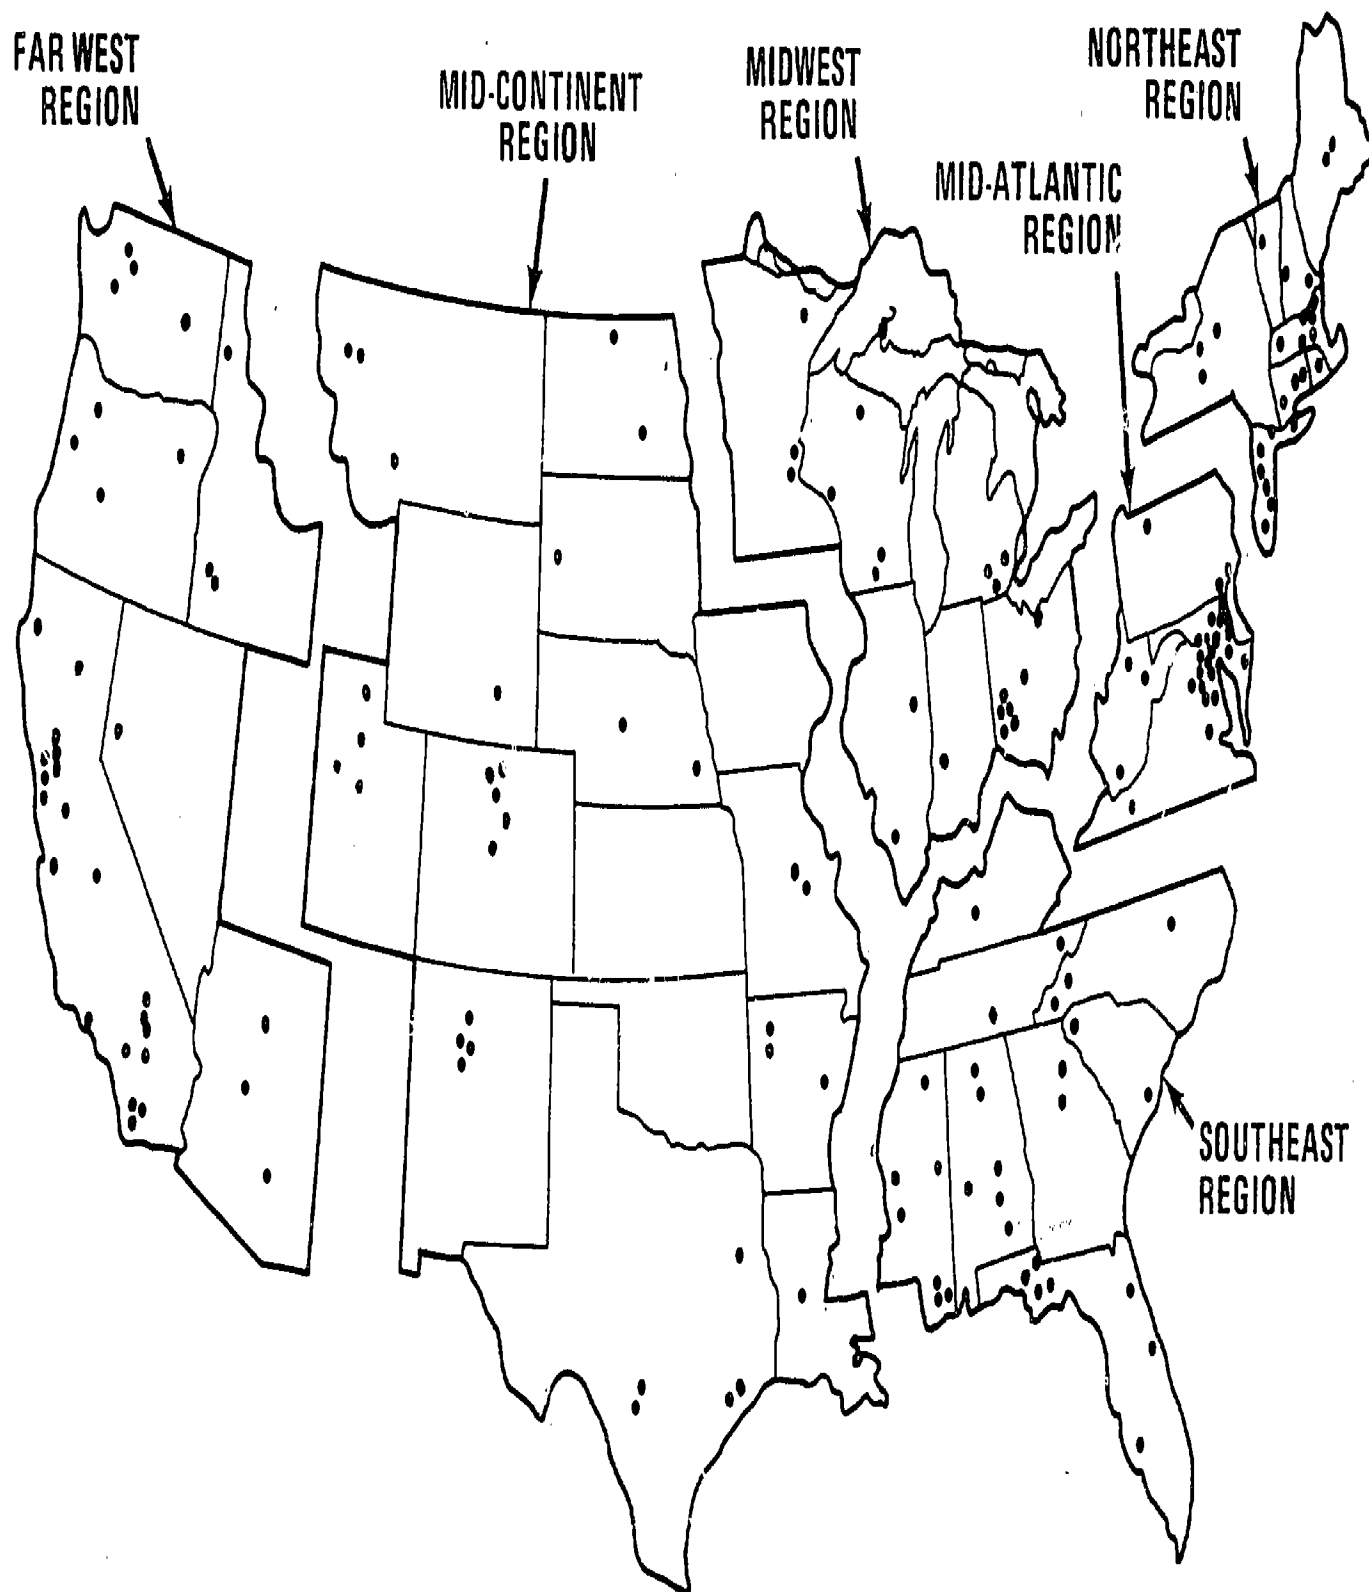 FAR WEST
REGION
MID-CONTINENT
REGION
MIDWEST
REGION
NORTHEAST
REGION
MID-ATLANTIC
REGION
SOUTHEAST
REGION